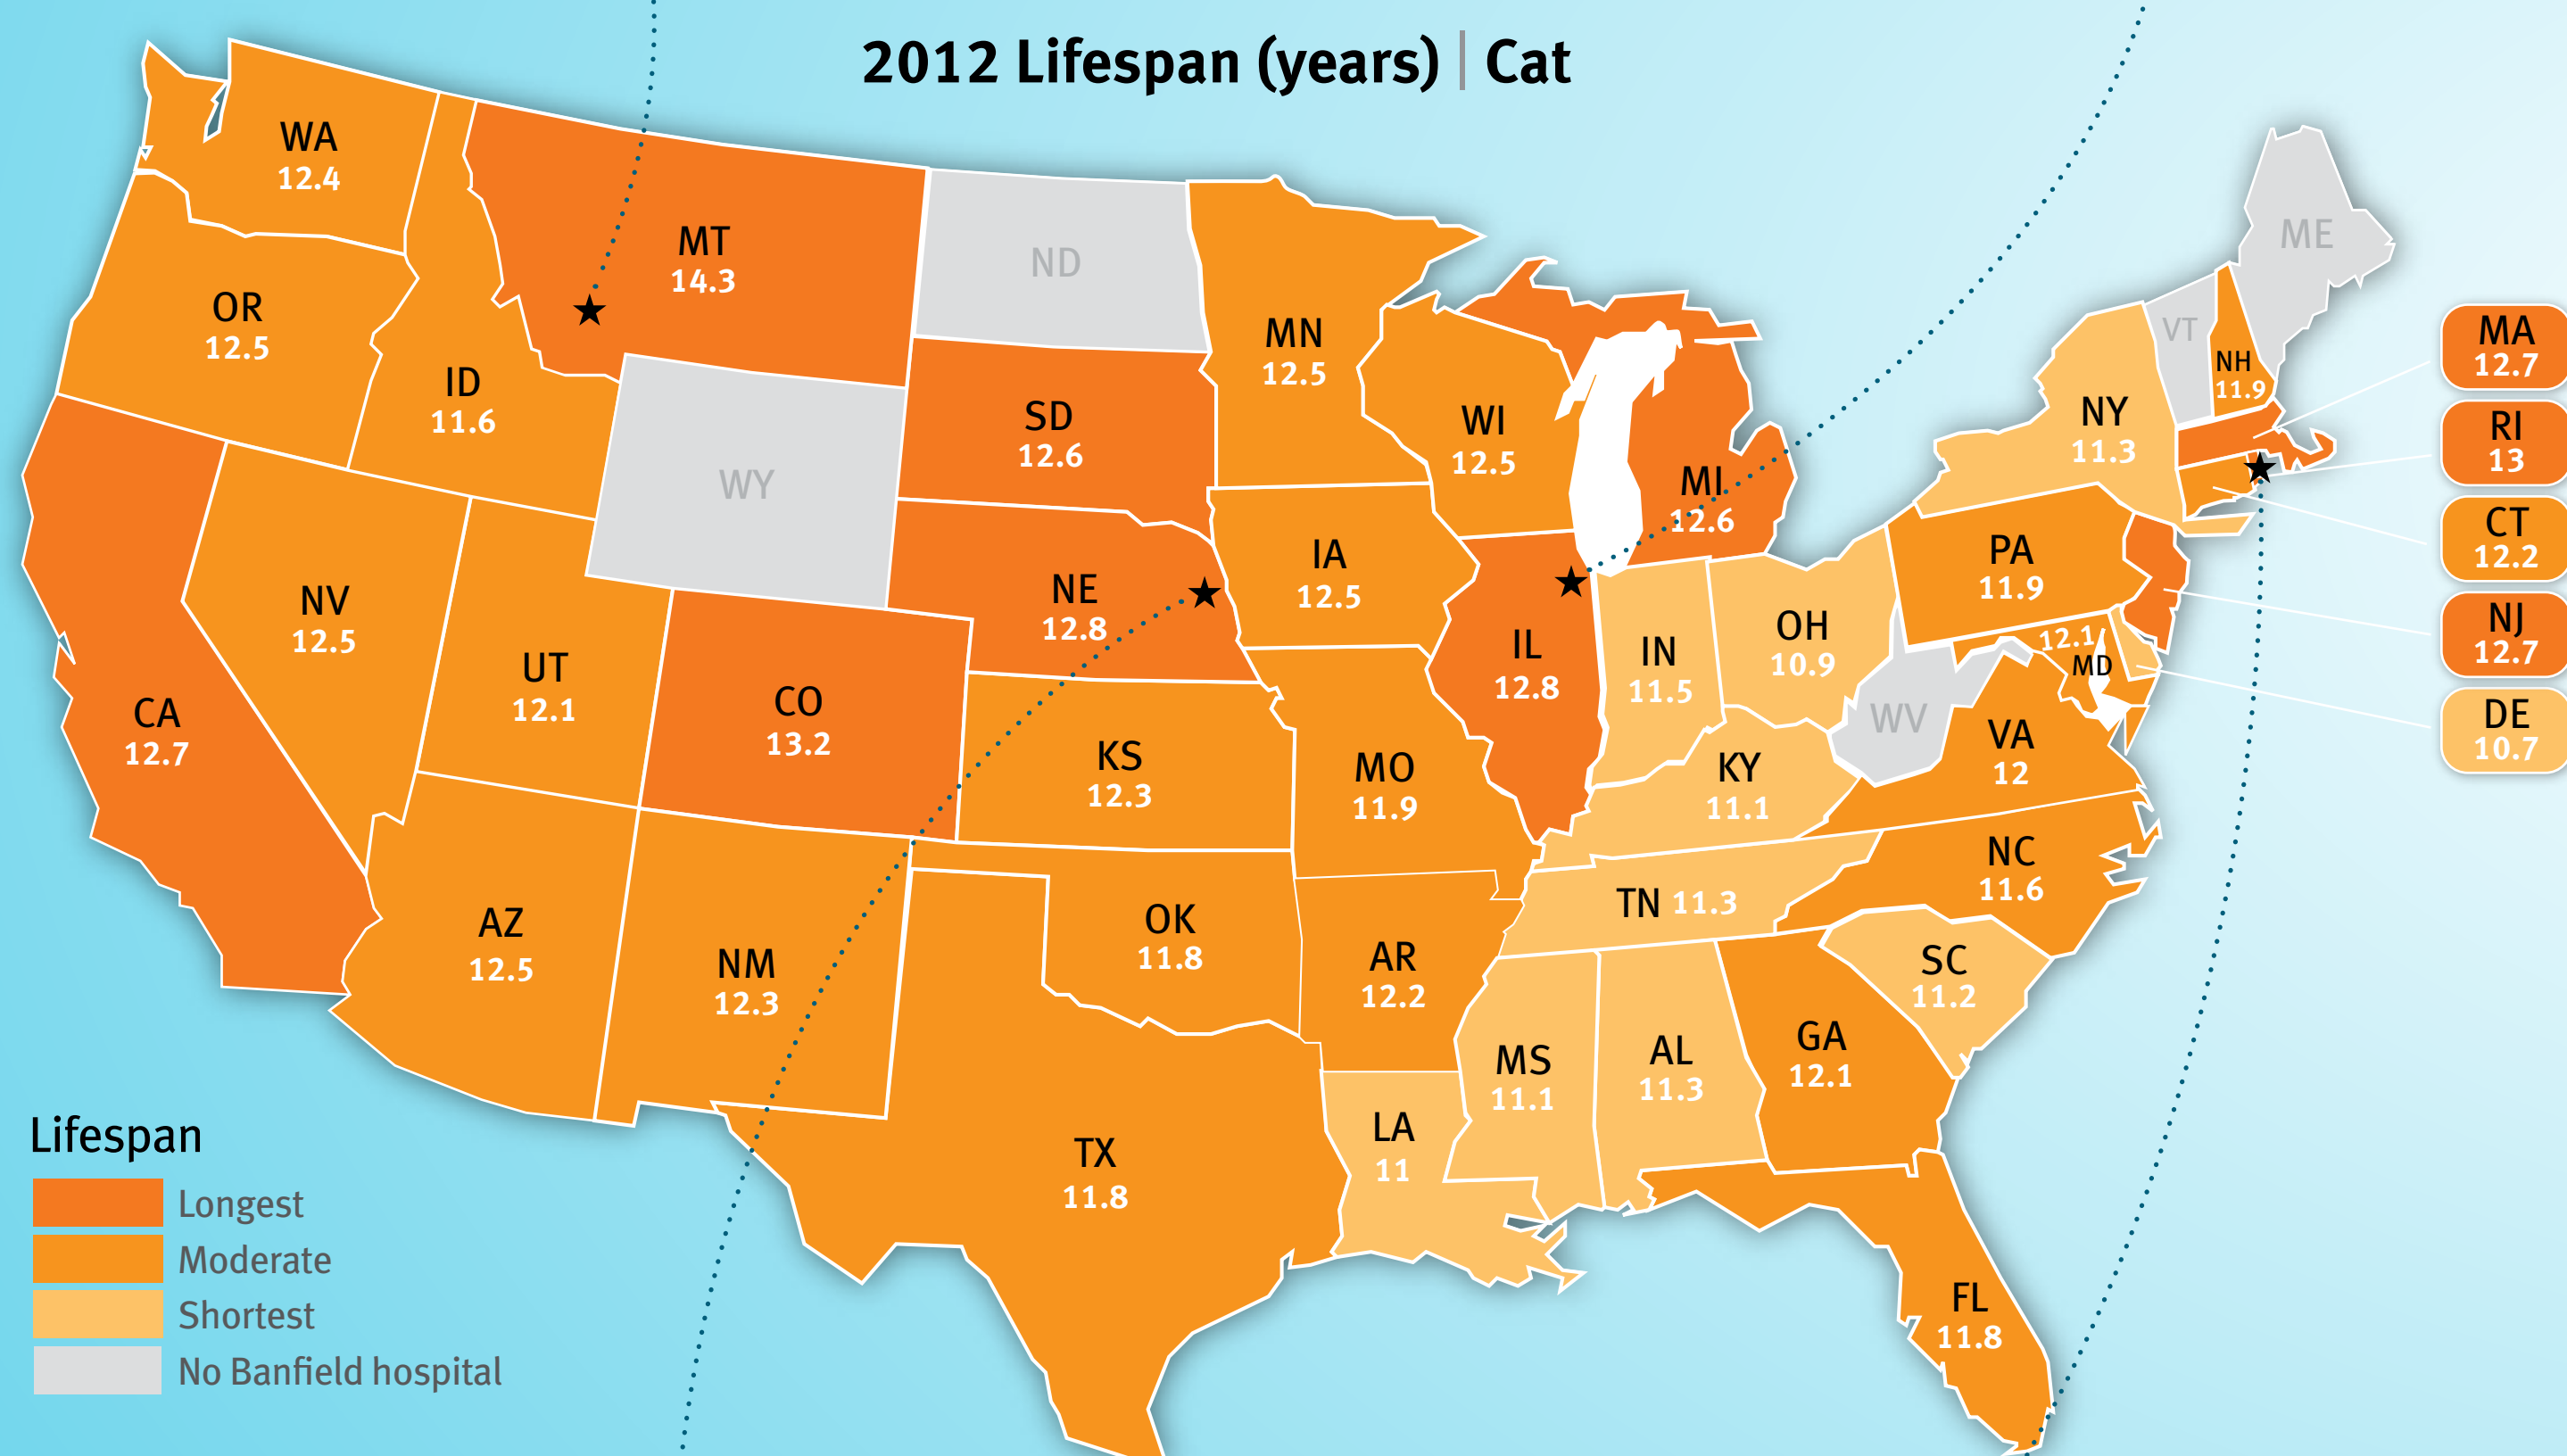 2012 Lifespan (years) | Cat
WA
12.4
OR
12.5
CA
12.7
NV
12.5
ID
11.6
MT
14.3
WY
UT
12.1
CO
13.2
AZ
12.5
NM
12.3
ND
SD
12.6
NE
12.8
KS
12.3
OK
11.8
TX
11.8
MN
12.5
IA
12.5
MO
11.9
AR
12.2
LA
11
WI
12.5
IL
12.8
MI
12.6
IN
11.5
OH
10.9
KY
11.1
TN 11.3
MS
11.1
AL
11.3
GA
12.1
FL
11.8
SC
11.2
NC
11.6
VA
12
WV
12.1
MD
PA
11.9
NY
11.3
VT
NH
11.9
ME
MA
12.7
RI
13
CT
12.2
NJ
12.7
DE
10.7
Lifespan
Longest
Moderate
Shortest
No Banfield hospital